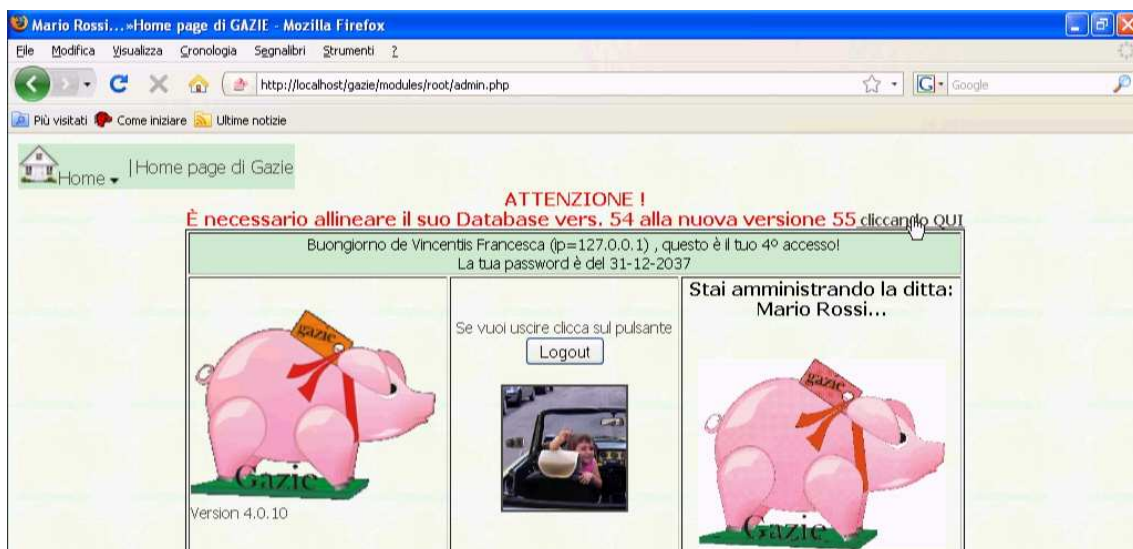 Mario Rossi...»Home page di GAZIE - Mozilla Firefox
File Modifica Visualizza Cronologia Segnalibri Strumenti ?
http://localhost/gazie/modules/root/admin.php
G Google
Più visitati Come iniziare Ultime notizie
Home | Home page di Gazie
ATTENZIONE !
È necessario allineare il suo Database vers. 54 alla nuova versione 55 cliccando QUI
Buongiorno de Vincentiis Francesca (ip=127.0.0.1) , questo è il tuo 4º accesso!
La tua password è del 31-12-2037
Stai amministrando la ditta:
Mario Rossi...
Se vuoi uscire clicca sul pulsante
Logout
gazie
gazie
Gazie
Version 4.0.10
Gazie